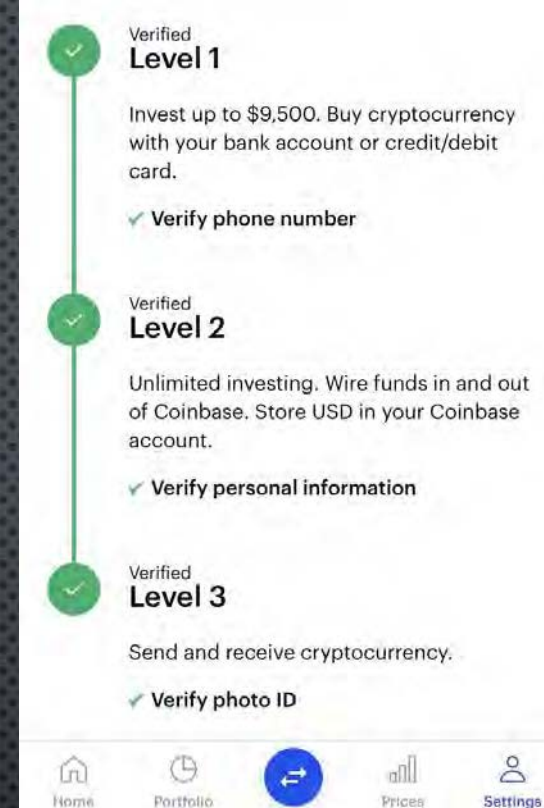 Verified
Level 1
Invest up to $9,500. Buy cryptocurrency
with your bank account or credit/debit
card.
Verify phone number
Verified
Level 2
Unlimited investing. Wire funds in and out
of Coinbase. Store USD in your Coinbase
account.
Verify personal information
Verified
Level 3
Send and receive cryptocurrency.
Verify photo ID
Home Portfolio Prices Settings